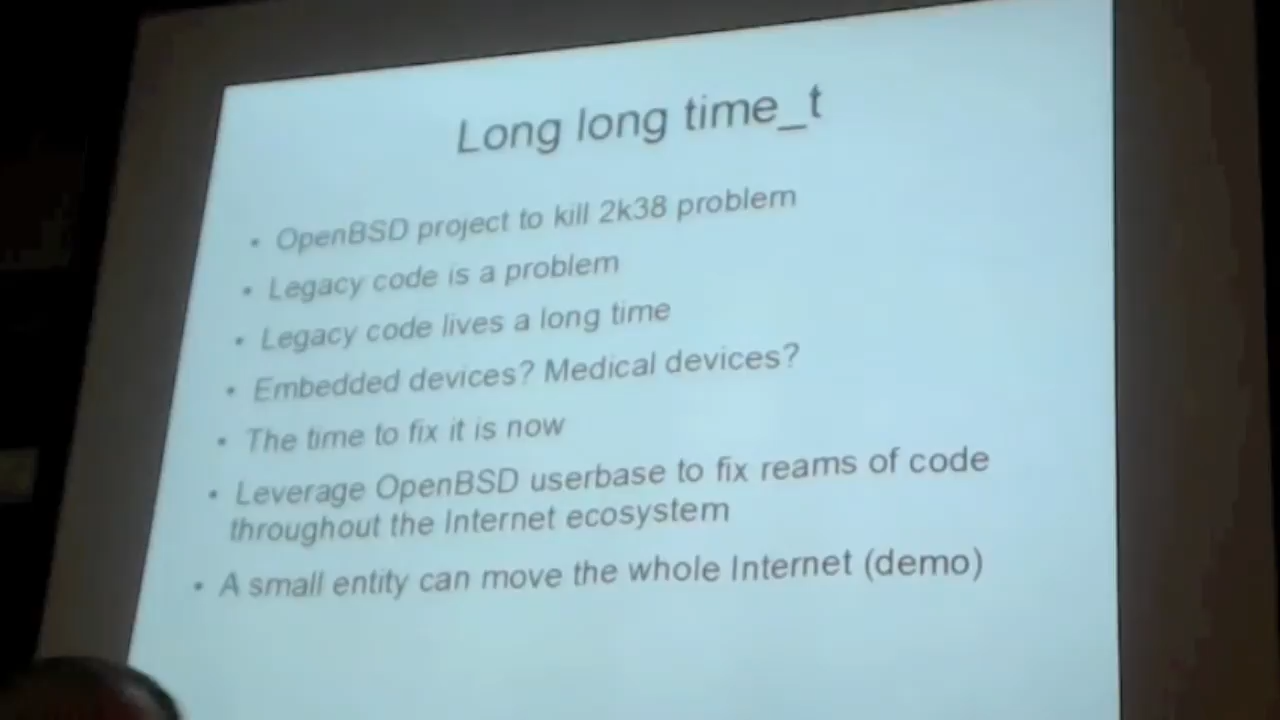 Long long time_t
• OpenBSD project to kill 2k38 problem
• Legacy code is a problem
• Legacy code lives a long time
• Embedded devices? Medical devices?
• The time to fix it is now
• Leverage OpenBSD userbase to fix reams of code
throughout the Internet ecosystem
• A small entity can move the whole Internet (demo)